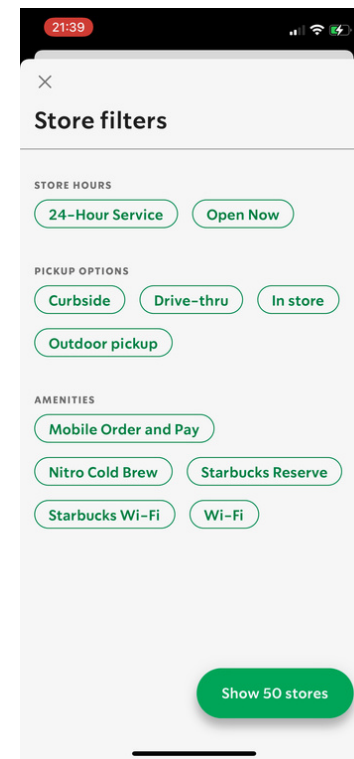 21:39
Store filters
STORE HOURS
24-Hour Service Open Now
PICKUP OPTIONS
Curbside Drive-thru In store
Outdoor pickup
AMENITIES
Mobile Order and Pay
Nitro Cold Brew Starbucks Reserve
Starbucks Wi-Fi Wi-Fi
Show 50 stores